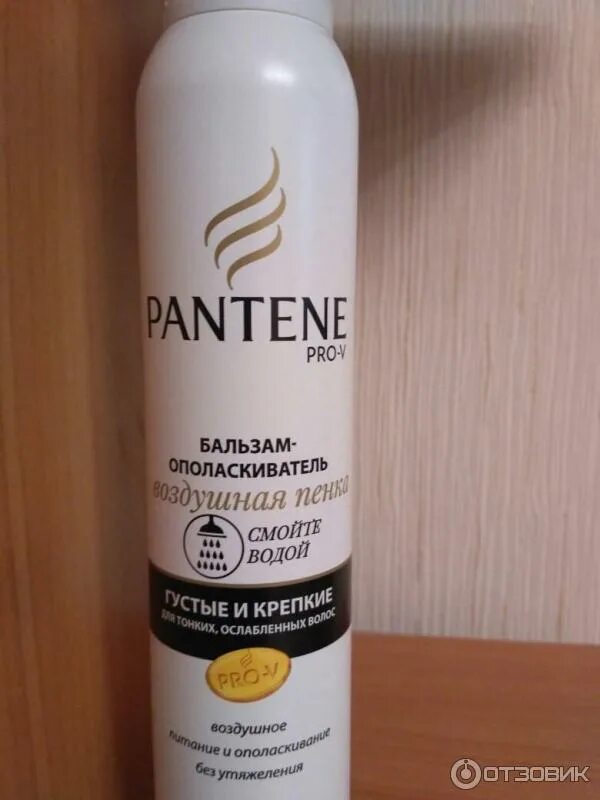 PANTENE
PRO-V
БАЛЬЗАМ-
ОПОЛАСКИВАТЕЛЬ
воздушная пенка
СМОЙТЕ
ВОДОЙ
ГУСТЫЕ И КРЕПКИЕ
ДЛЯ ТОНКИХ, ОСЛАБЛЕННЫХ ВОЛОС
PRO-V
воздушное
питание и ополаскивание
без утяжеления
ОТЗОВИК